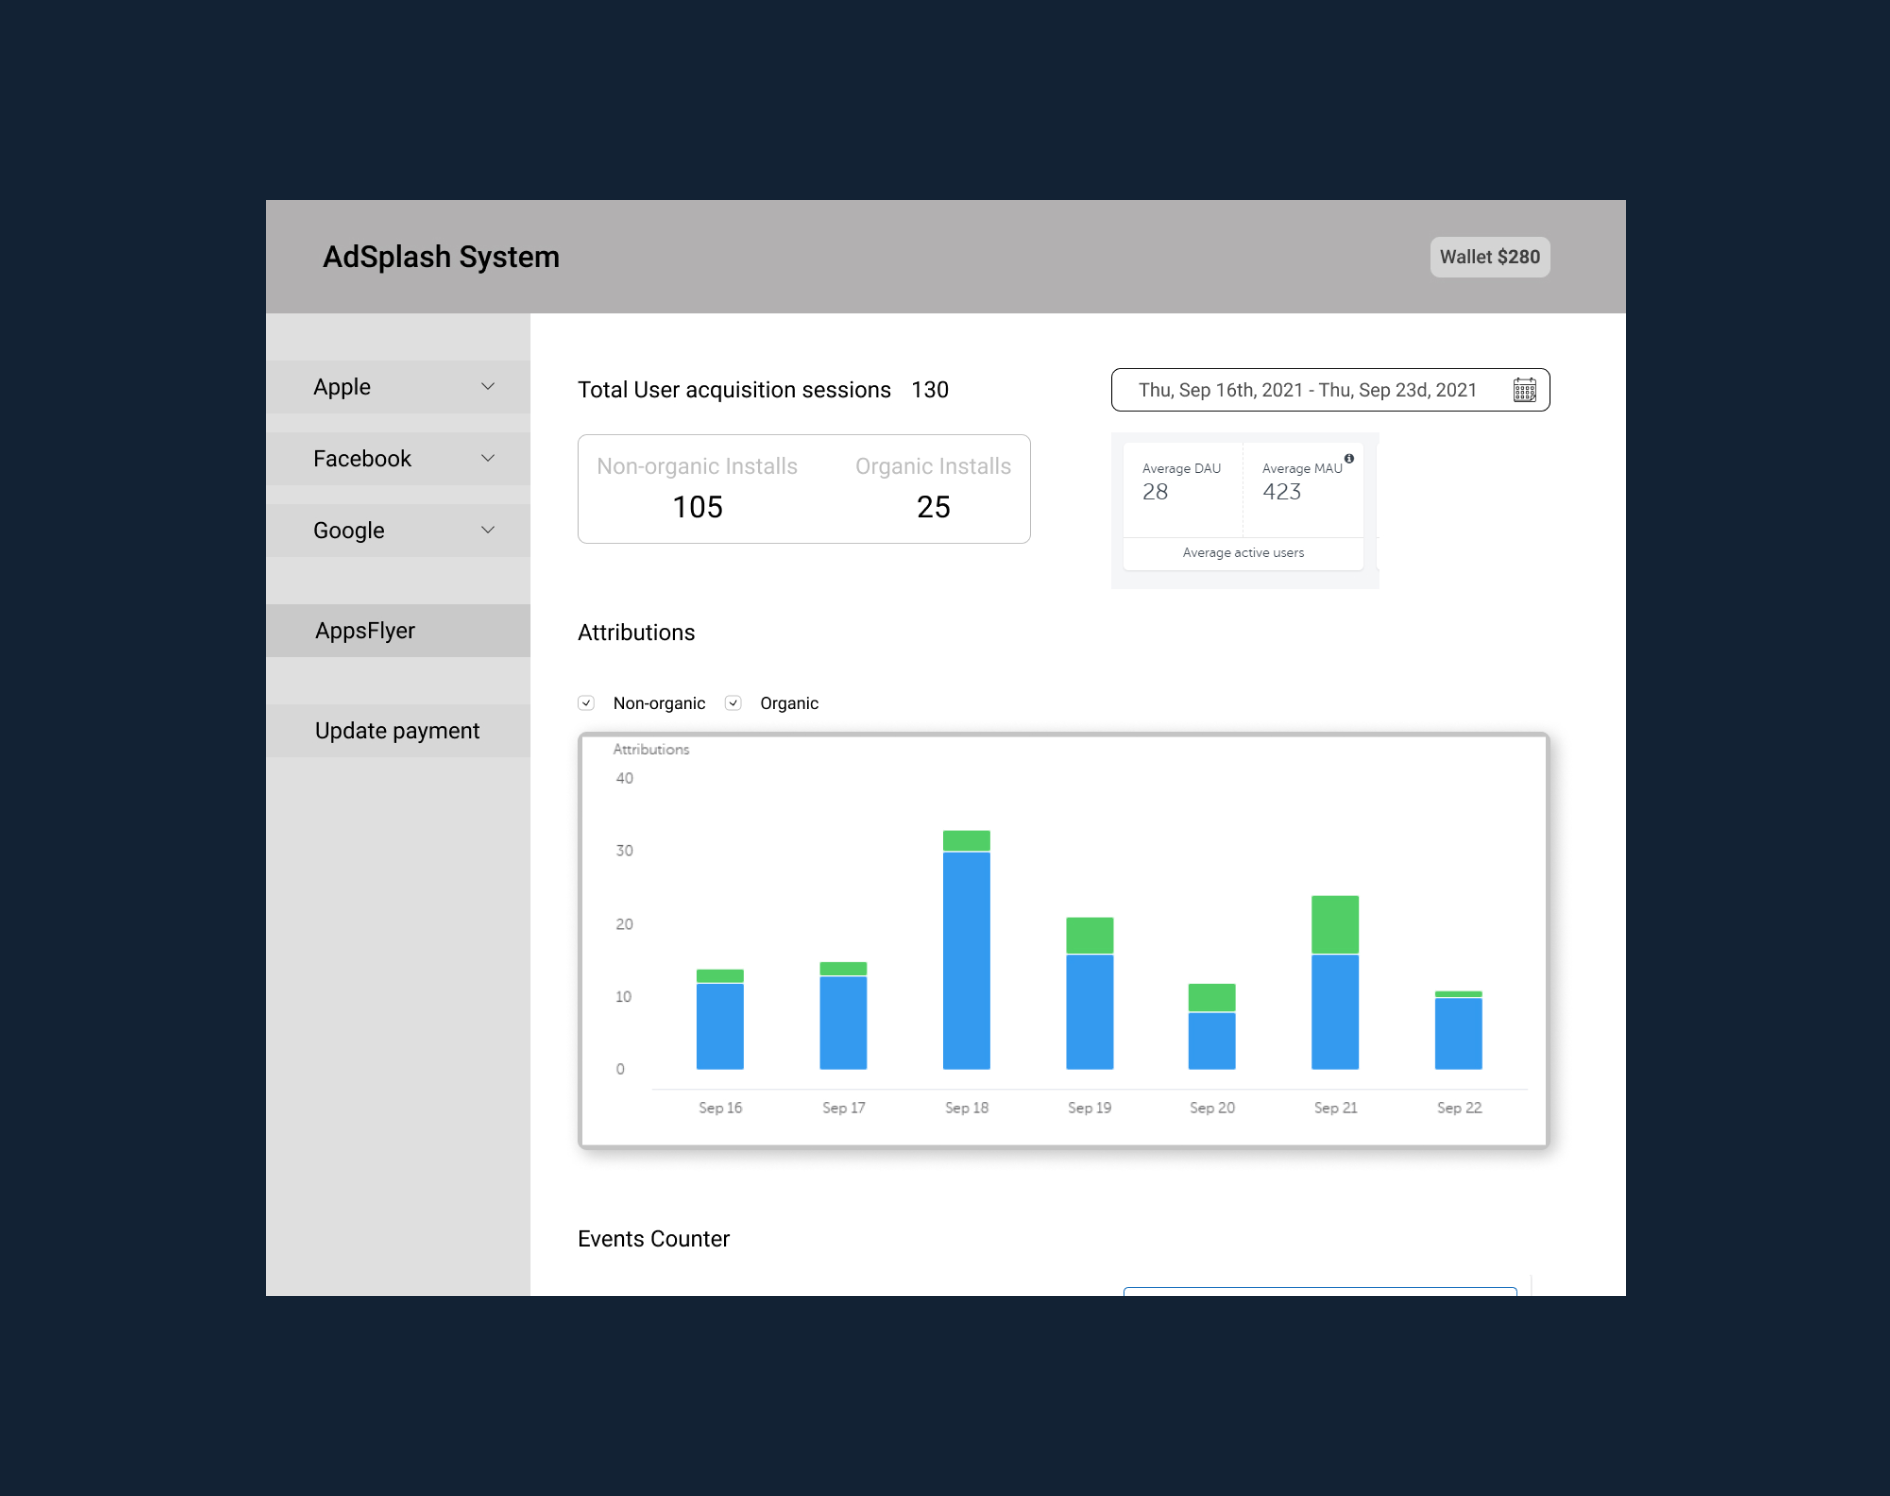 AdSplash System
Wallet $280
Apple
Facebook
Google
AppsFlyer
Update payment
Total User acquisition sessions 130
Thu, Sep 16th, 2021 - Thu, Sep 23d, 2021
Non-organic Installs Organic Installs
105 25
Average DAU Average MAU
28 423
Average active users
Attributions
Non-organic Organic
Attributions
40
30
20
10
0
Sep 16 Sep 17 Sep 18 Sep 19 Sep 20 Sep 21 Sep 22
Events Counter